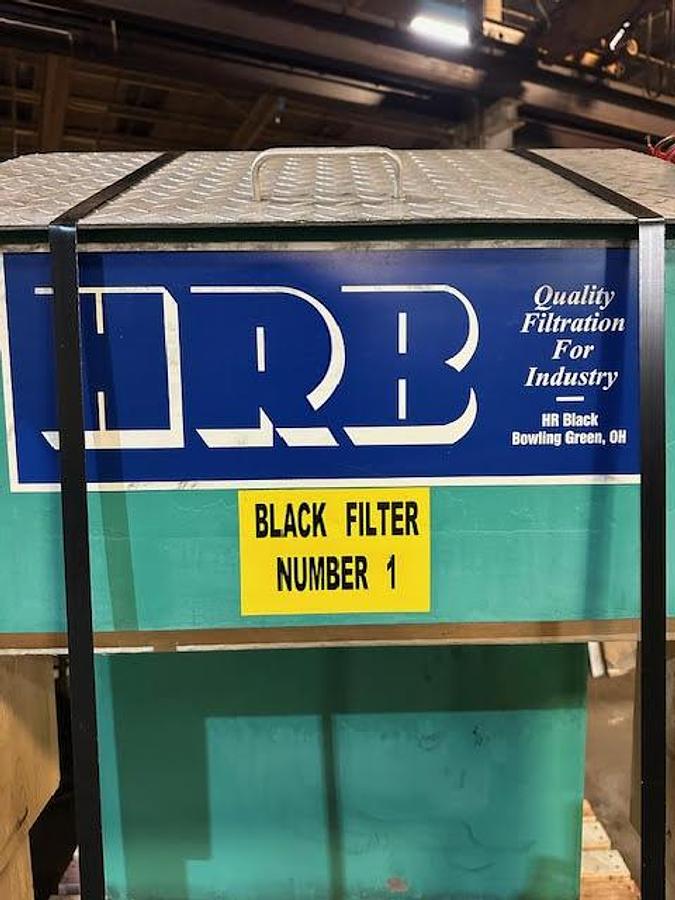 HRB
Quality
Filtration
For
Industry
HR Black
Bowling Green, OH
BLACK FILTER
NUMBER 1